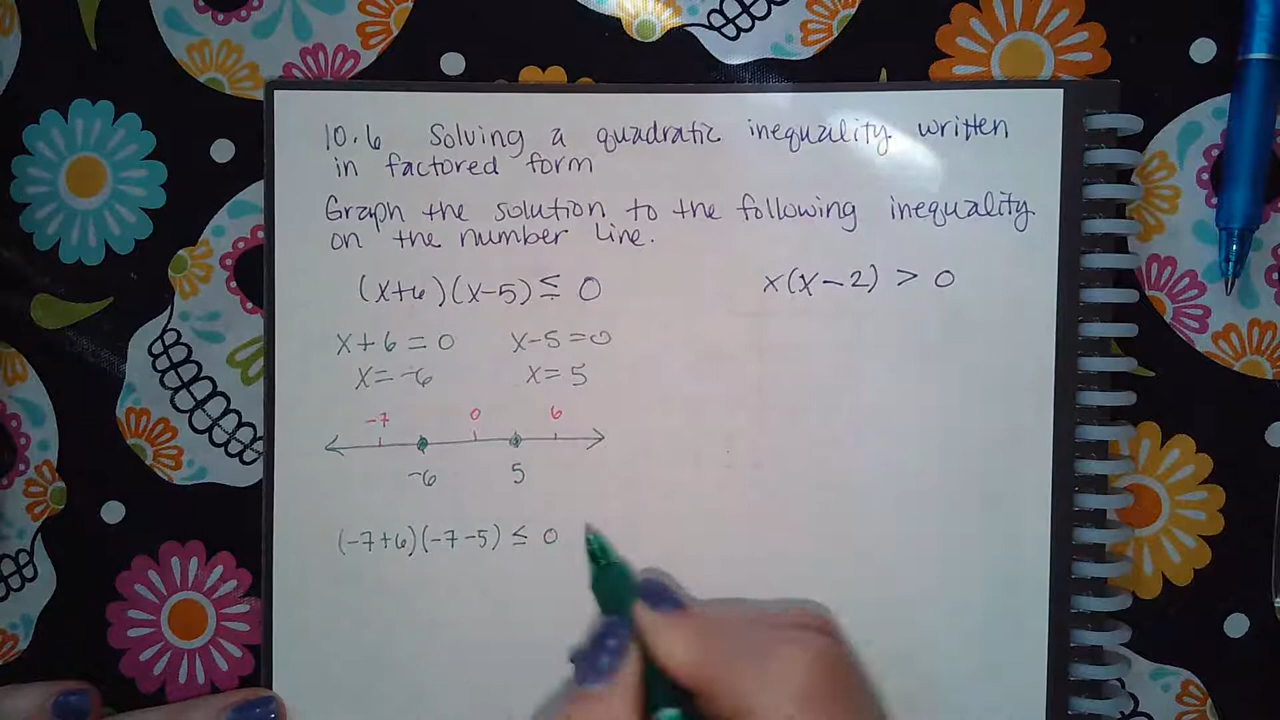 10.6 Solving a quadratic inequality written
in factored form
Graph the solution to the following inequality
on the number line.
(x+6)(x-5) ≤ 0
x(x-2) > 0
x+6=0 x-5=0
x=-6 x=5
-7 0 6
-6 5
(-7+6)(-7-5) ≤ 0